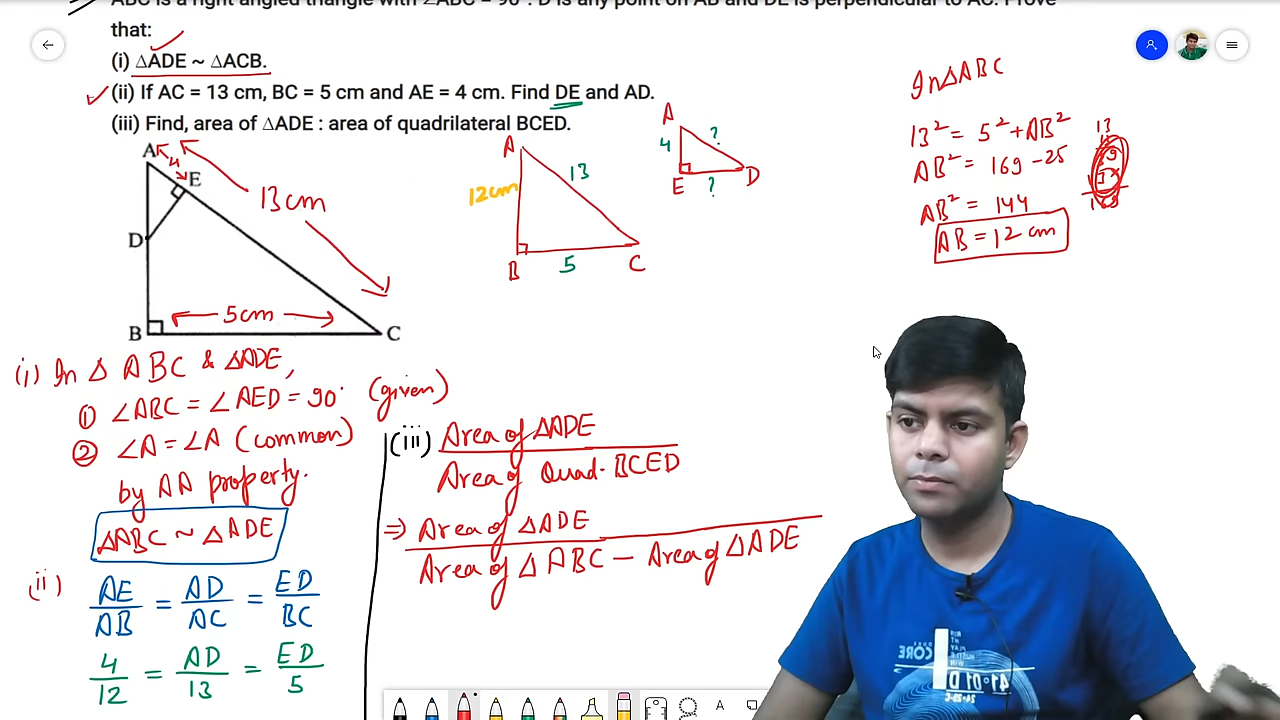 ABC is a right angled triangle with ∠ABC = 90°. D is any point on AB and DE is perpendicular to AC. Prove
that:
(i) ∆ADE ~ ∆ACB.
(ii) If AC = 13 cm, BC = 5 cm and AE = 4 cm. Find DE and AD.
(iii) Find, area of ∆ADE : area of quadrilateral BCED.
A
4
E
13cm
D
B
5cm
C
A
12cm
13
B
5
C
A
4
?
E
?
D
In ∆ABC
13² = 5² + AB²
AB² = 169 - 25
AB² = 144
AB = 12 cm
13
169
(i) In ∆ ABC & ∆ADE,
① ∠ABC = ∠AED = 90° (given)
② ∠A = ∠A (common)
by AA property.
∆ABC ~ ∆ADE
(ii) AE/AB = AD/AC = ED/BC
4/12 = AD/13 = ED/5
(iii) Area of ∆ADE
Area of Quad. BCED
⇒ Area of ∆ADE
Area of ∆ABC - Area of ∆ADE
A